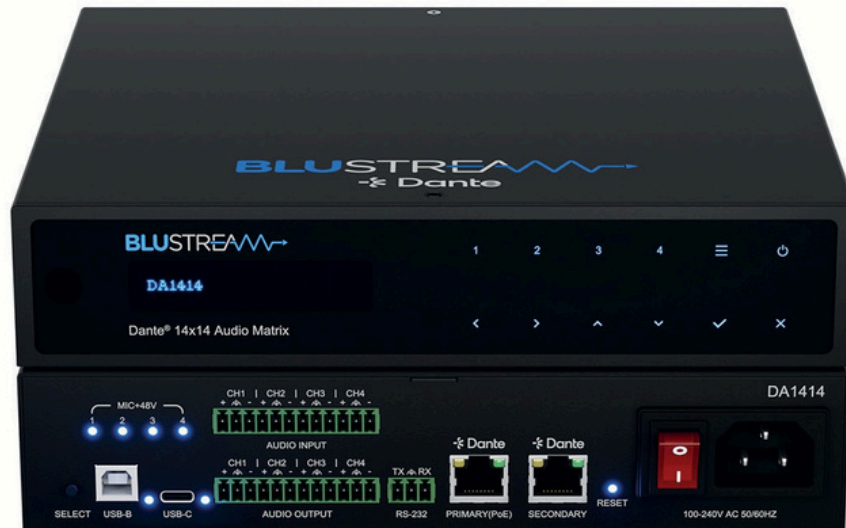 BLUSTREAM
Dante
BLUSTREAM
1 2 3 4
DA1414
Dante® 14x14 Audio Matrix
DA1414
MIC+48V
1 2 3 4
CH1 | CH2 | CH3 | CH4
+ - + - + - + -
AUDIO INPUT
CH1 | CH2 | CH3 | CH4
+ - + - + - + -
AUDIO OUTPUT
TX RX
RS-232
Dante
PRIMARY(PoE)
Dante
SECONDARY
RESET
SELECT
USB-B
USB-C
O
I
100-240V AC 50/60HZ